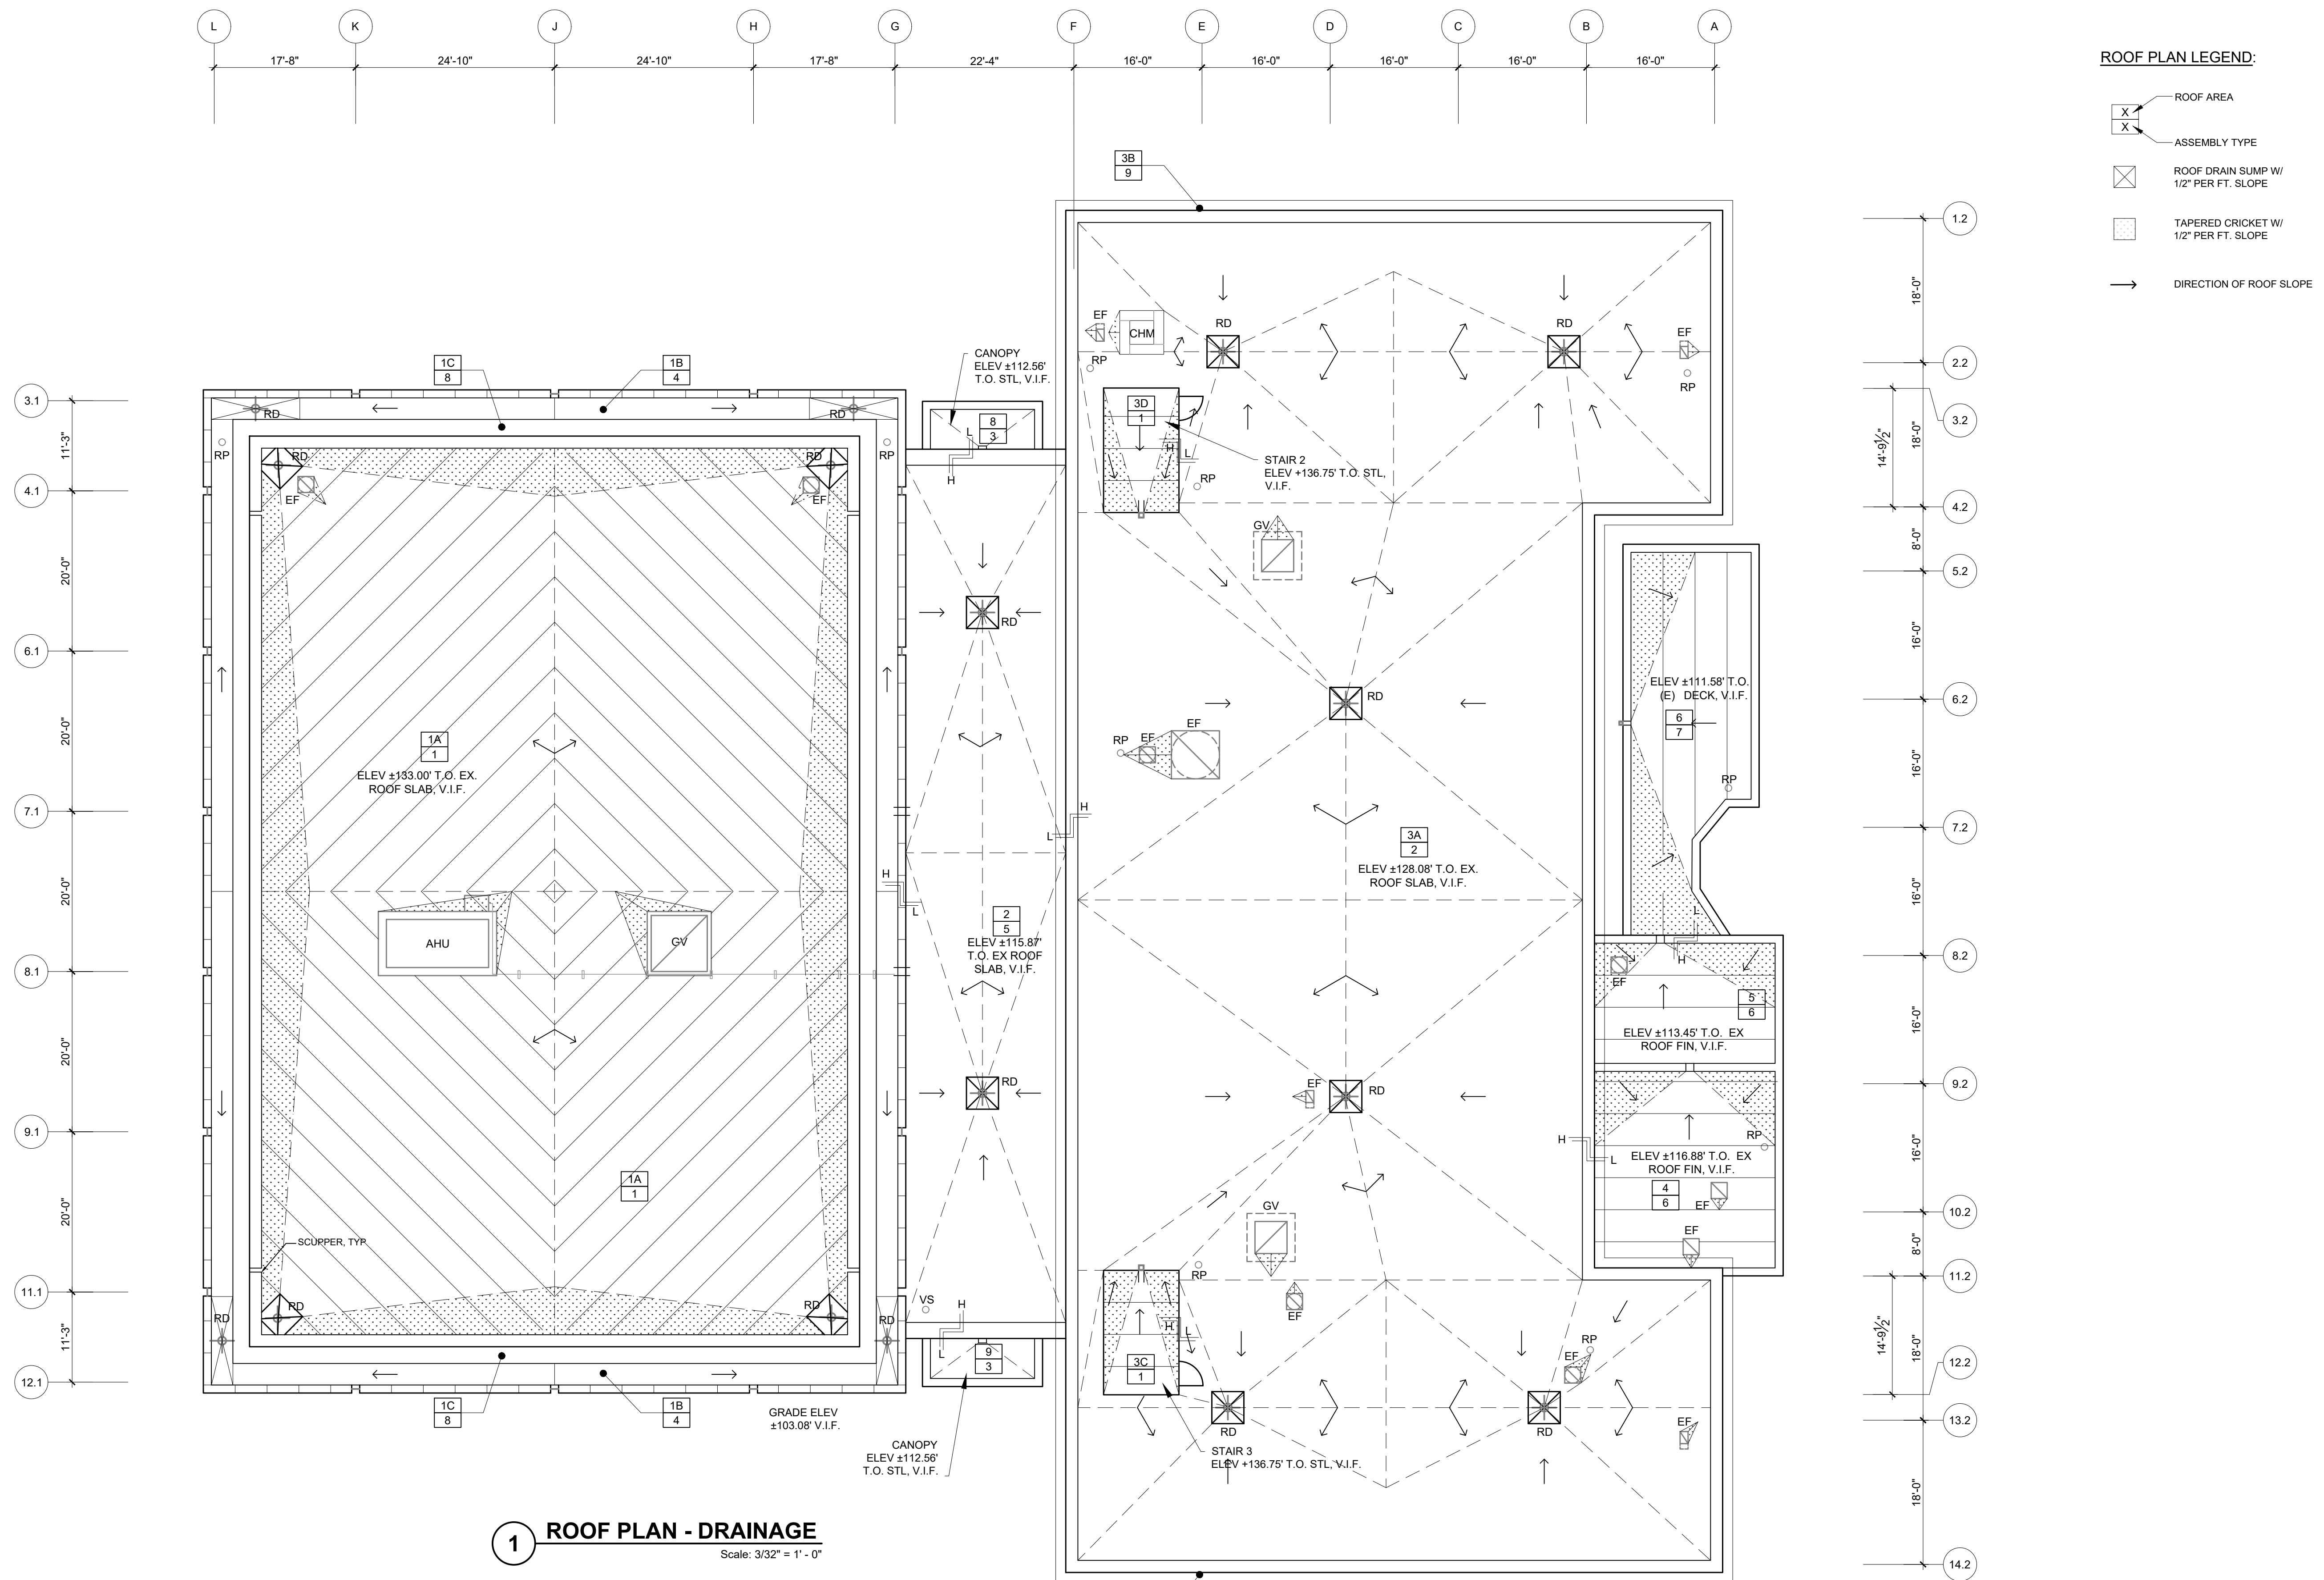 L
K
J
H
G
F
E
D
C
B
A
17'-8"
24'-10"
24'-10"
17'-8"
22'-4"
16'-0"
16'-0"
16'-0"
16'-0"
16'-0"
ROOF PLAN LEGEND:
X
X
ROOF AREA
ASSEMBLY TYPE
ROOF DRAIN SUMP W/
1/2" PER FT. SLOPE
TAPERED CRICKET W/
1/2" PER FT. SLOPE
DIRECTION OF ROOF SLOPE
3.1
4.1
6.1
7.1
8.1
9.1
11.1
12.1
11'-3"
20'-0"
20'-0"
20'-0"
20'-0"
20'-0"
11'-3"
1C
8
1B
4
RD
RD
RP
RP
RD
RD
EF
EF
1A
1
ELEV ±133.00' T.O. EX.
ROOF SLAB, V.I.F.
AHU
GV
1A
1
SCUPPER, TYP
RD
RD
RD
RD
1C
8
1B
4
GRADE ELEV
±103.08' V.I.F.
CANOPY
ELEV ±112.56'
T.O. STL, V.I.F.
8
3
L
H
RD
H
L
L
H
2
5
ELEV ±115.87'
T.O. EX ROOF
SLAB, V.I.F.
RD
VS
H
L
9
3
CANOPY
ELEV ±112.56'
T.O. STL, V.I.F.
3B
9
EF
CHM
RP
RD
RD
EF
RP
3D
1
H
L
RP
STAIR 2
ELEV +136.75' T.O. STL,
V.I.F.
GV
RD
EF
RP
EF
3A
2
ELEV ±128.08' T.O. EX.
ROOF SLAB, V.I.F.
EF
RD
GV
RP
EF
H
L
3C
1
RD
RD
RP
EF
EF
STAIR 3
ELEV +136.75' T.O. STL, V.I.F.
ELEV ±111.58' T.O.
(E) DECK, V.I.F.
6
7
RP
L
H
EF
5
6
ELEV ±113.45' T.O. EX
ROOF FIN, V.I.F.
RP
H
L
ELEV ±116.88' T.O. EX
ROOF FIN, V.I.F.
4
6
EF
EF
1.2
2.2
3.2
4.2
5.2
6.2
7.2
8.2
9.2
10.2
11.2
12.2
13.2
14.2
18'-0"
18'-0"
14'-9½"
8'-0"
16'-0"
16'-0"
16'-0"
16'-0"
16'-0"
8'-0"
18'-0"
14'-9½"
18'-0"
1
ROOF PLAN - DRAINAGE
Scale: 3/32" = 1' - 0"